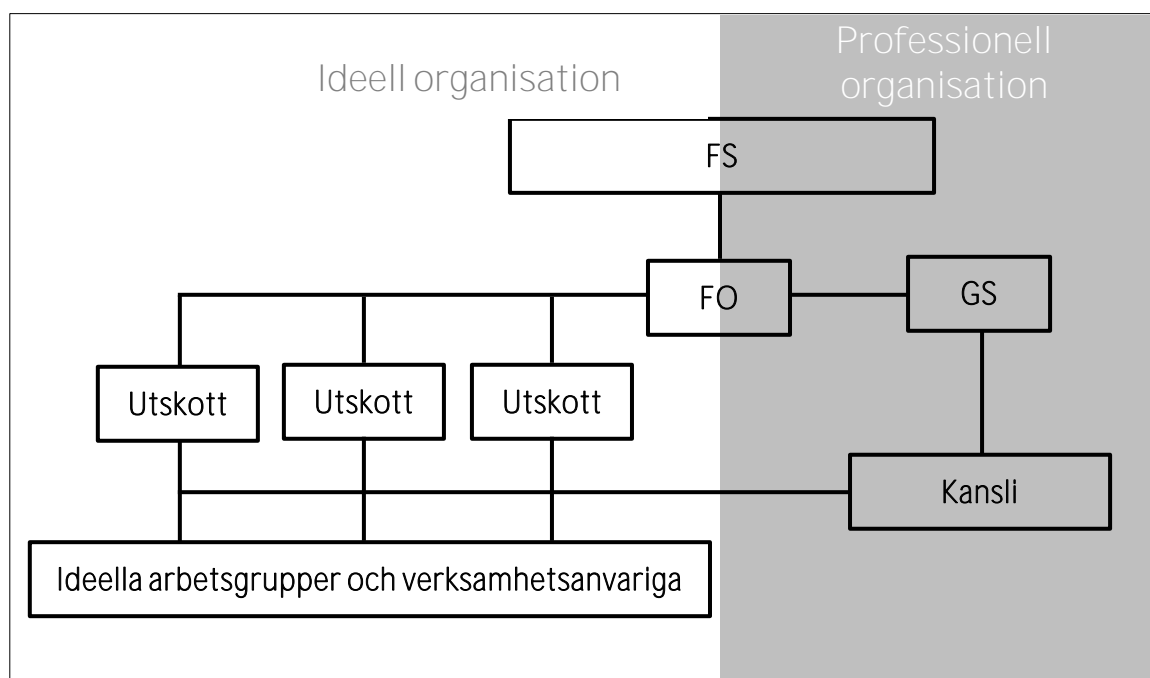 Ideell organisation
Professionell
organisation
FS
FO
GS
Utskott
Utskott
Utskott
Kansli
Ideella arbetsgrupper och verksamhetsanvariga